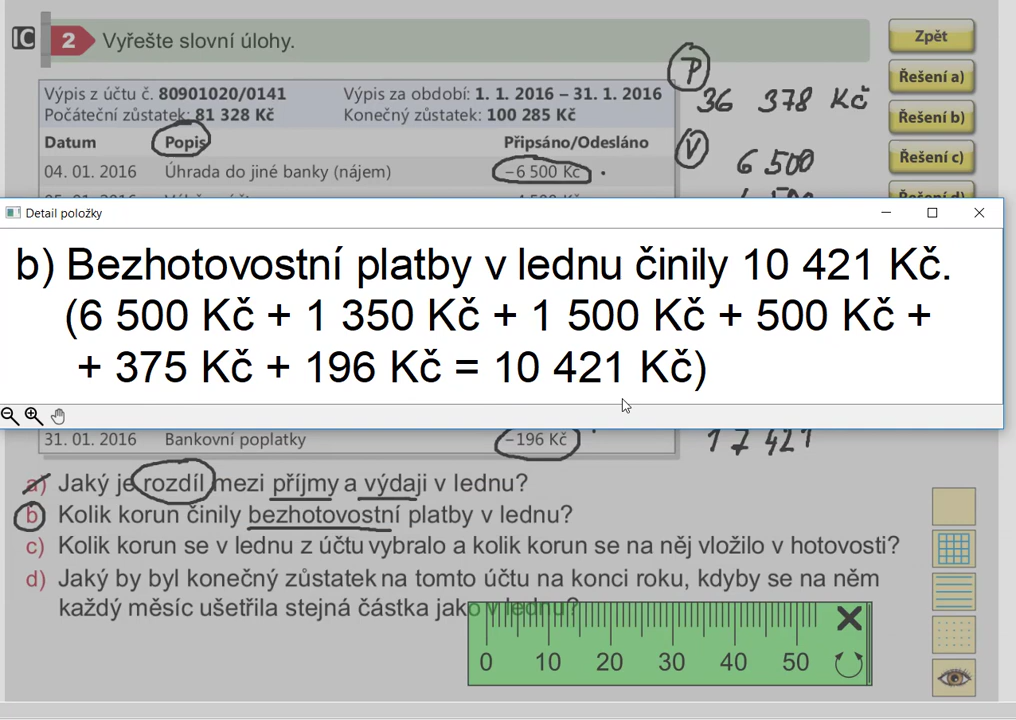 IC 2 Vyřešte slovní úlohy.
Zpět
Řešení a)
Řešení b)
Řešení c)
Řešení d)
Výpis z účtu č. 80901020/0141 Výpis za období: 1. 1. 2016 – 31. 1. 2016
Počáteční zůstatek: 81 328 Kč Konečný zůstatek: 100 285 Kč
Datum Popis Připsáno/Odesláno
04. 01. 2016 Úhrada do jiné banky (nájem) –6 500 Kč
P
36 378 Kč
V
6 500
Detail položky
b) Bezhotovostní platby v lednu činily 10 421 Kč.
(6 500 Kč + 1 350 Kč + 1 500 Kč + 500 Kč +
+ 375 Kč + 196 Kč = 10 421 Kč)
31. 01. 2016 Bankovní poplatky –196 Kč
17 421
a) Jaký je rozdíl mezi příjmy a výdaji v lednu?
b) Kolik korun činily bezhotovostní platby v lednu?
c) Kolik korun se v lednu z účtu vybralo a kolik korun se na něj vložilo v hotovosti?
d) Jaký by byl konečný zůstatek na tomto účtu na konci roku, kdyby se na něm
každý měsíc ušetřila stejná částka jako v lednu?
0 10 20 30 40 50